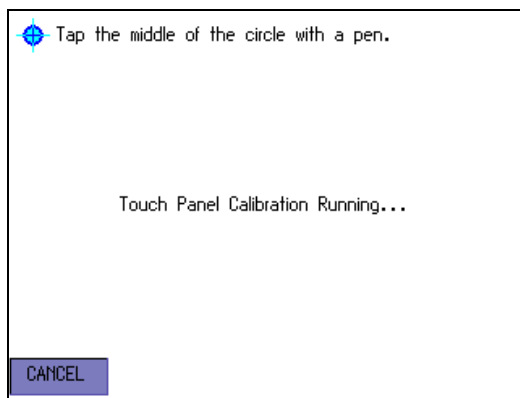 Tap the middle of the circle with a pen.
Touch Panel Calibration Running...
CANCEL